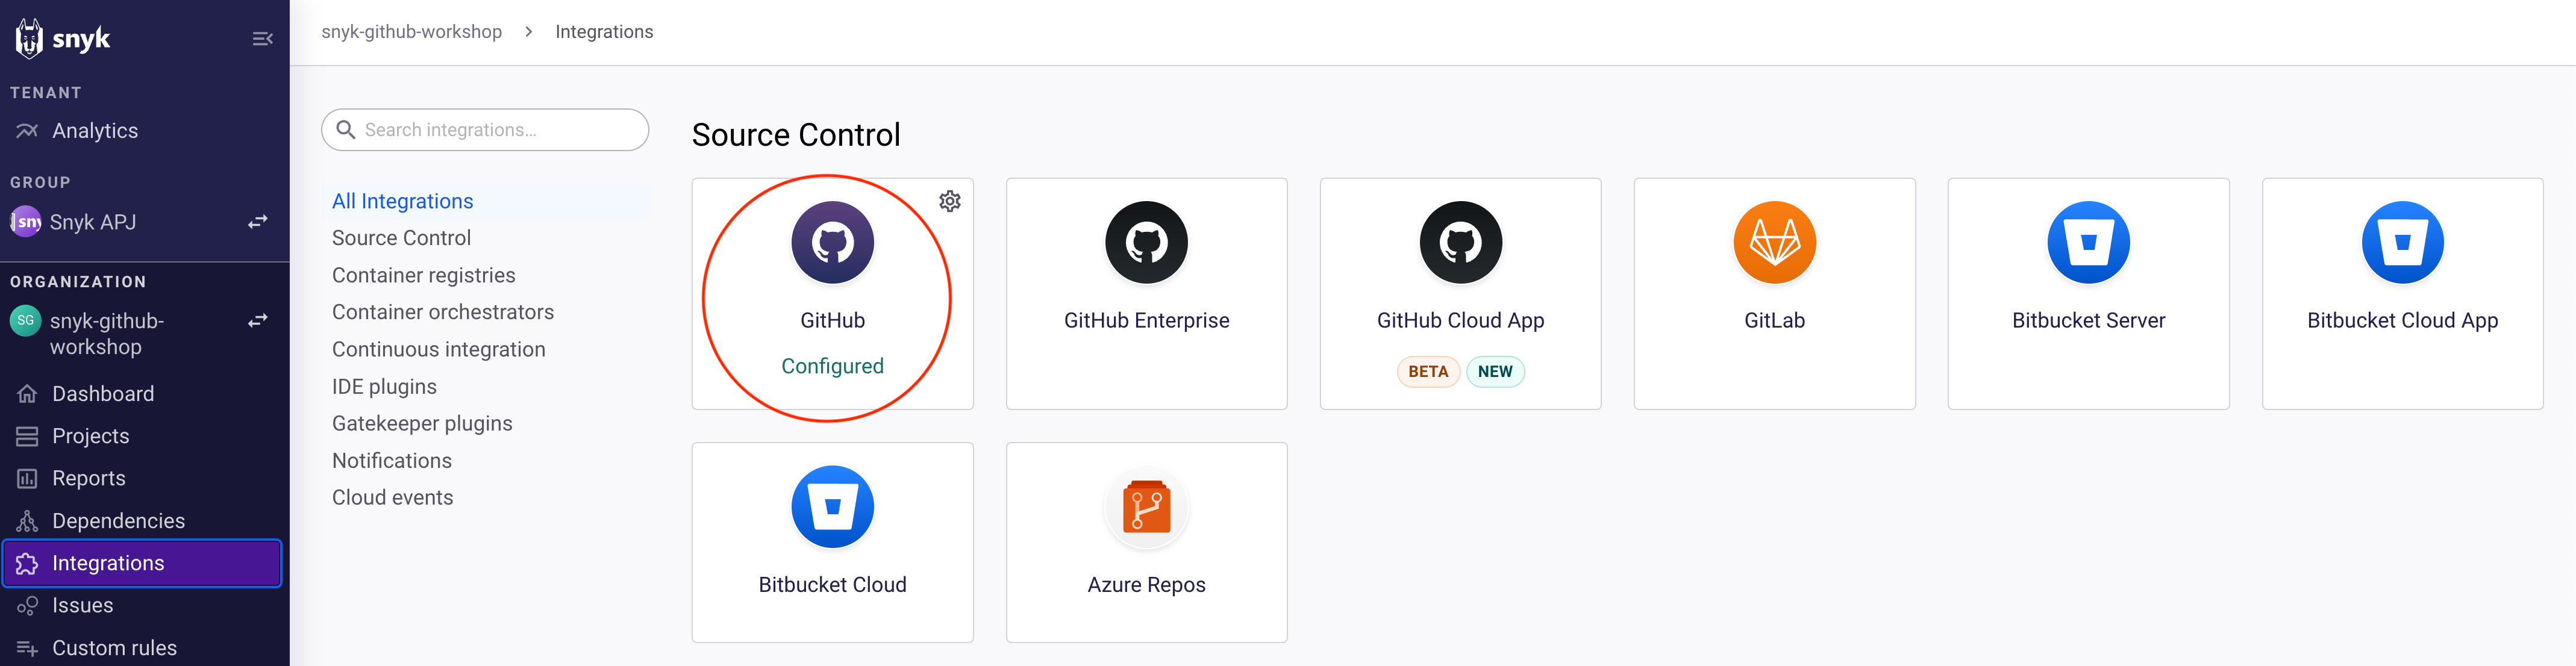 snyk
TENANT
Analytics
GROUP
Snyk APJ
ORGANIZATION
SG
snyk-github-
workshop
Dashboard
Projects
Reports
Dependencies
Integrations
Issues
Custom rules
snyk-github-workshop > Integrations
Search integrations...
All Integrations
Source Control
Container registries
Container orchestrators
Continuous integration
IDE plugins
Gatekeeper plugins
Notifications
Cloud events
Source Control
GitHub
Configured
GitHub Enterprise
GitHub Cloud App
BETA NEW
GitLab
Bitbucket Server
Bitbucket Cloud App
Bitbucket Cloud
Azure Repos